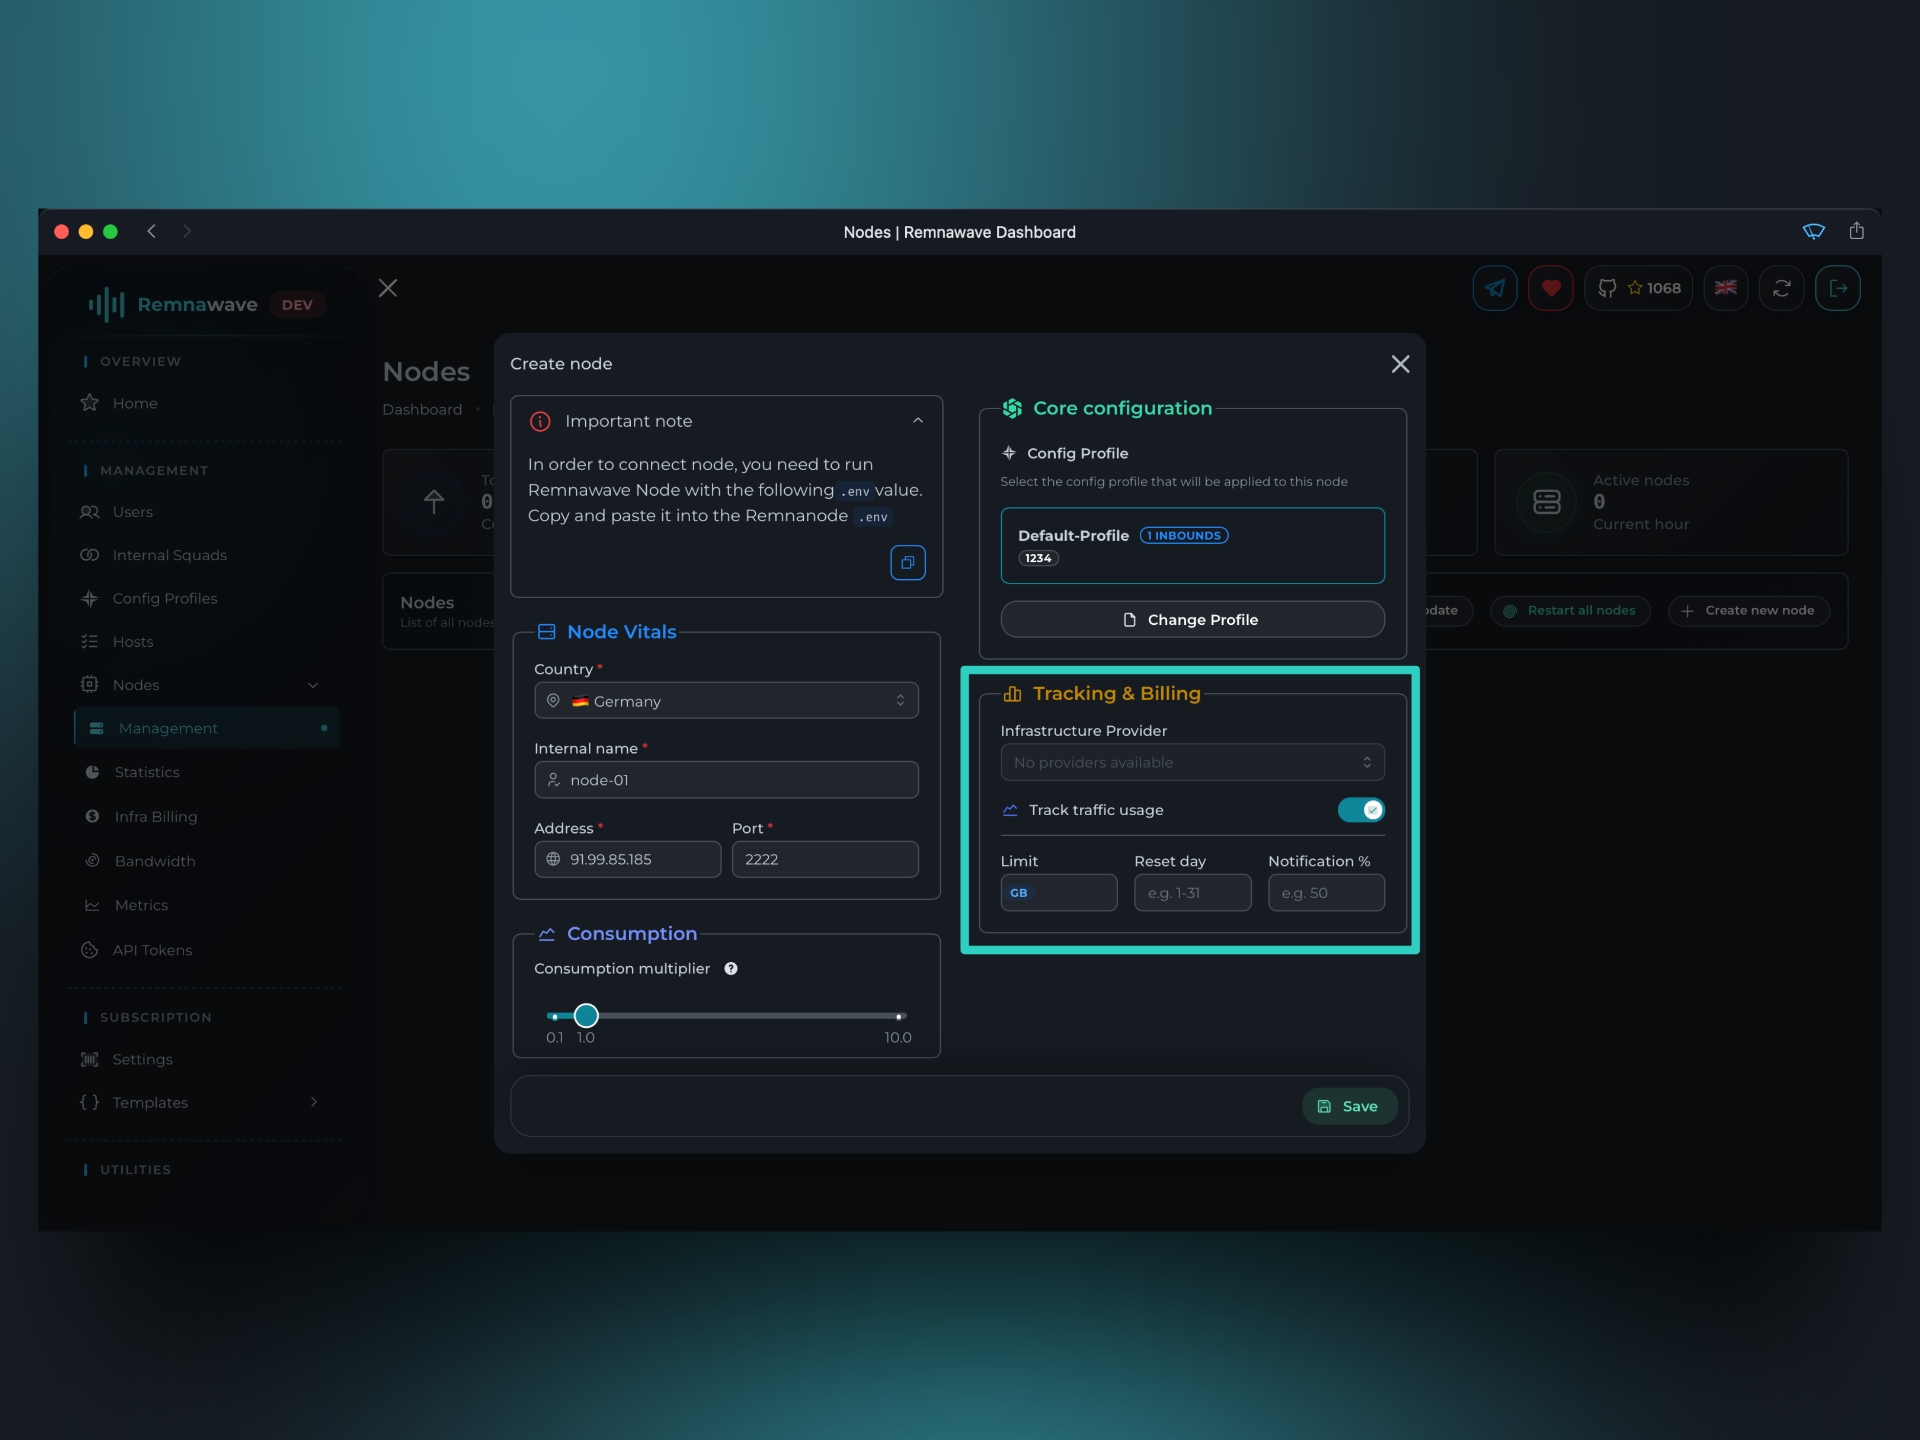 Nodes | Remnawave Dashboard
Remnawave DEV
1068
OVERVIEW
Home
MANAGEMENT
Users
Internal Squads
Config Profiles
Hosts
Nodes
Management
Statistics
Infra Billing
Bandwidth
Metrics
API Tokens
SUBSCRIPTION
Settings
Templates
UTILITIES
Nodes
Dashboard
0
Active nodes
0
Current hour
Nodes
List of all nodes
Restart all nodes
Create new node
Create node
Important note
In order to connect node, you need to run
Remnawave Node with the following .env value.
Copy and paste it into the Remnanode .env
Node Vitals
Country *
Germany
Internal name *
node-01
Address * Port *
91.99.85.185 2222
Consumption
Consumption multiplier ?
0.1 1.0 10.0
Core configuration
Config Profile
Select the config profile that will be applied to this node
Default-Profile 1 INBOUNDS
1234
Change Profile
Tracking & Billing
Infrastructure Provider
No providers available
Track traffic usage
Limit Reset day Notification %
GB e.g. 1-31 e.g. 50
Save